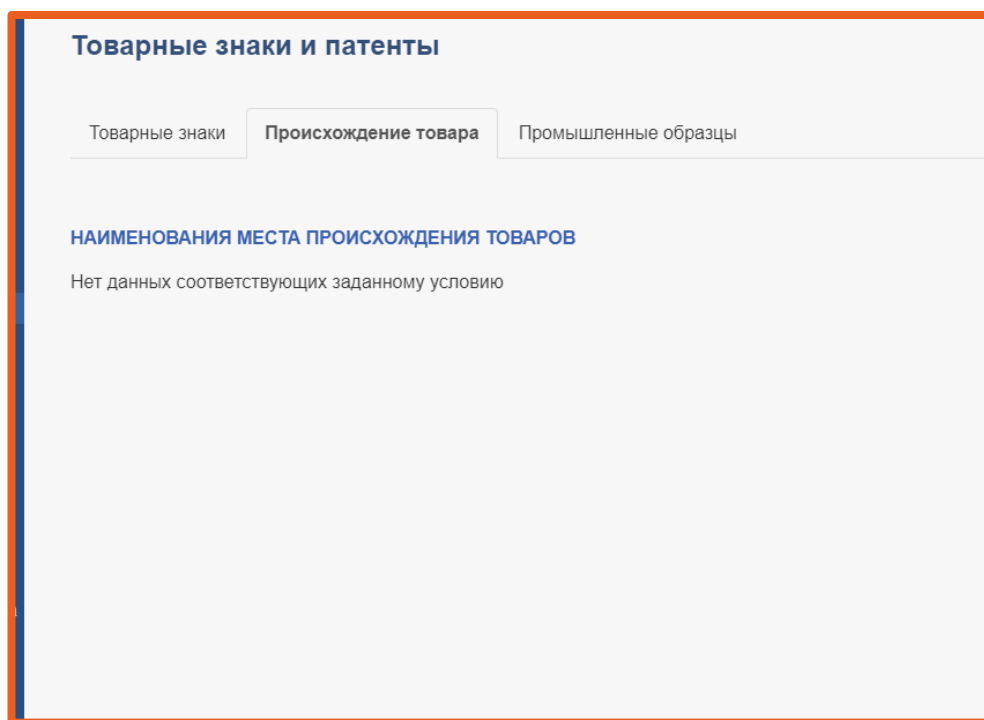 Товарные знаки и патенты
Товарные знаки Происхождение товара Промышленные образцы
НАИМЕНОВАНИЯ МЕСТА ПРОИСХОЖДЕНИЯ ТОВАРОВ
Нет данных соответствующих заданному условию